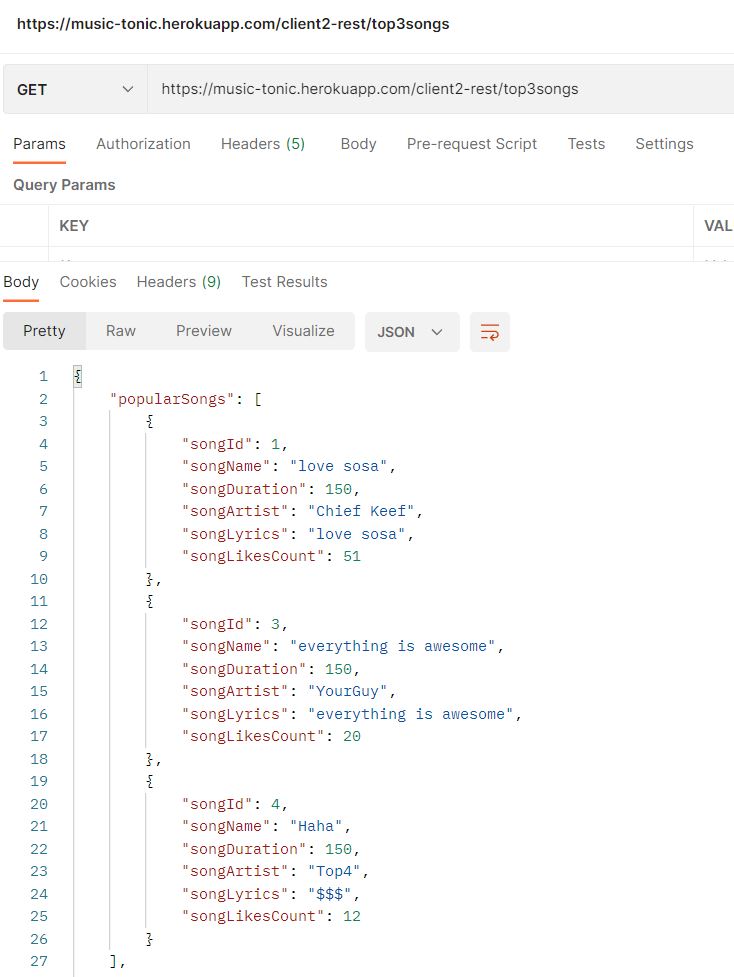 https://music-tonic.herokuapp.com/client2-rest/top3songs
GET https://music-tonic.herokuapp.com/client2-rest/top3songs
Params Authorization Headers (5) Body Pre-request Script Tests Settings
Query Params
KEY VAL
Body Cookies Headers (9) Test Results
Pretty Raw Preview Visualize JSON
1 {
2 "popularSongs": [
3 {
4 "songId": 1,
5 "songName": "love sosa",
6 "songDuration": 150,
7 "songArtist": "Chief Keef",
8 "songLyrics": "love sosa",
9 "songLikesCount": 51
10 },
11 {
12 "songId": 3,
13 "songName": "everything is awesome",
14 "songDuration": 150,
15 "songArtist": "YourGuy",
16 "songLyrics": "everything is awesome",
17 "songLikesCount": 20
18 },
19 {
20 "songId": 4,
21 "songName": "Haha",
22 "songDuration": 150,
23 "songArtist": "Top4",
24 "songLyrics": "$$$",
25 "songLikesCount": 12
26 }
27 ],